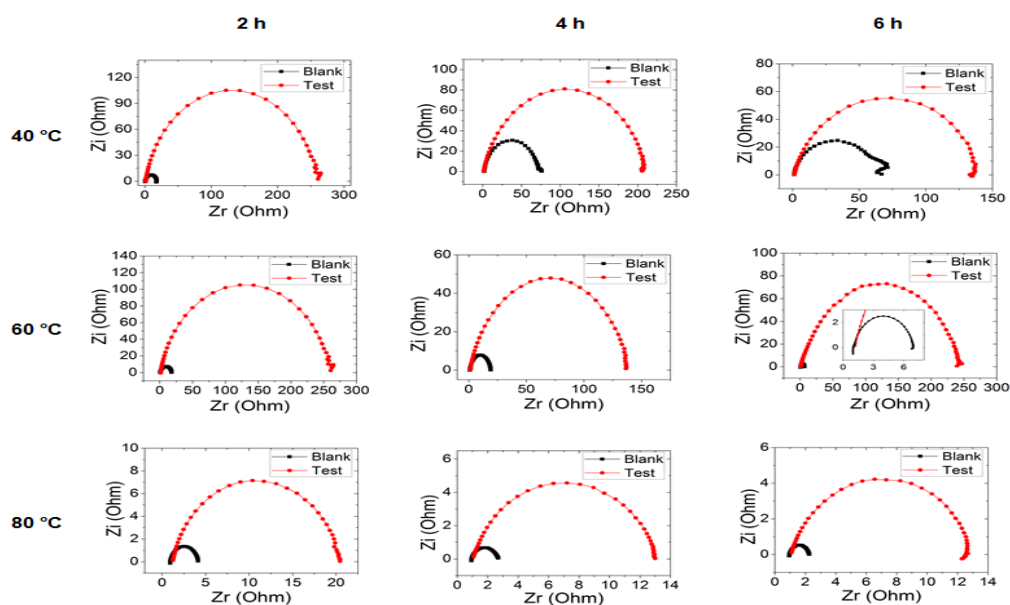 2 h 4 h 6 h
40 °C
60 °C
80 °C
Blank
Test
Zi (Ohm)
120
90
60
30
0
0 100 200 300
Zr (Ohm)
Blank
Test
Zi (Ohm)
100
80
60
40
20
0
0 50 100 150 200 250
Zr (Ohm)
Blank
Test
Zi (Ohm)
80
60
40
20
0
0 50 100 150
Zr (Ohm)
Blank
Test
Zi (Ohm)
140
120
100
80
60
40
20
0
0 50 100 150 200 250 300
Zr (Ohm)
Blank
Test
Zi (Ohm)
60
40
20
0
0 50 100 150
Zr (Ohm)
Blank
Test
Zi (Ohm)
100
80
60
40
20
0
2
0
0 3 6
0 50 100 150 200 250 300
Zr (Ohm)
Blank
Test
Zi (Ohm)
10
8
6
4
2
0
0 5 10 15 20
Zr (Ohm)
Blank
Test
Zi (Ohm)
6
4
2
0
0 2 4 6 8 10 12 14
Zr (Ohm)
Blank
Test
Zi (Ohm)
6
4
2
0
0 2 4 6 8 10 12 14
Zr (Ohm)